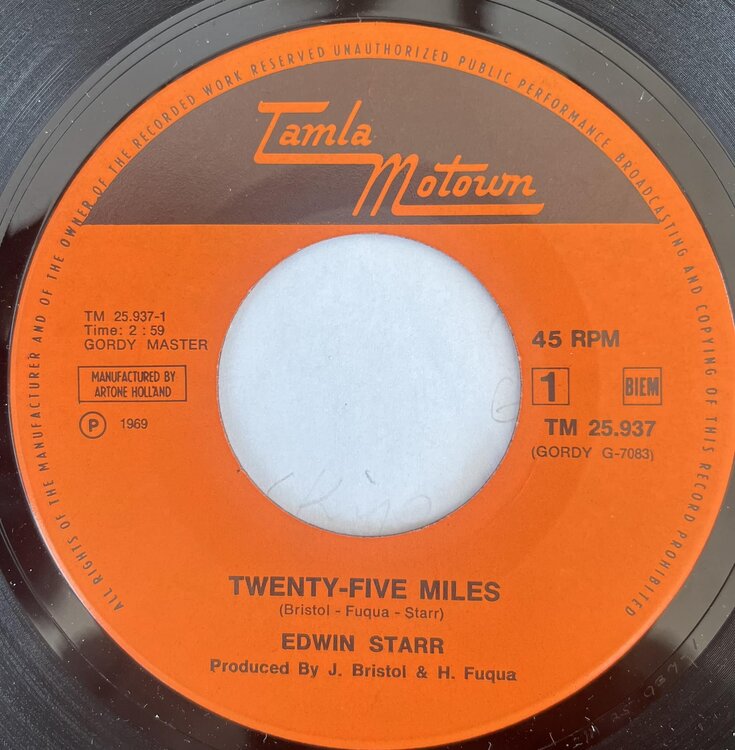 ALL RIGHTS OF THE MANUFACTURER AND OF THE OWNER OF THE RECORDED WORK RESERVED UNAUTHORIZED PUBLIC PERFORMANCE BROADCASTING AND COPYING OF THIS RECORD PROHIBITED
Tamla
Motown
TM 25.937-1
Time: 2 : 59
GORDY MASTER
MANUFACTURED BY
ARTONE HOLLAND
Ⓟ 1969
45 RPM
1 BIEM
TM 25.937
(GORDY G-7083)
TWENTY-FIVE MILES
(Bristol - Fuqua - Starr)
EDWIN STARR
Produced By J. Bristol & H. Fuqua